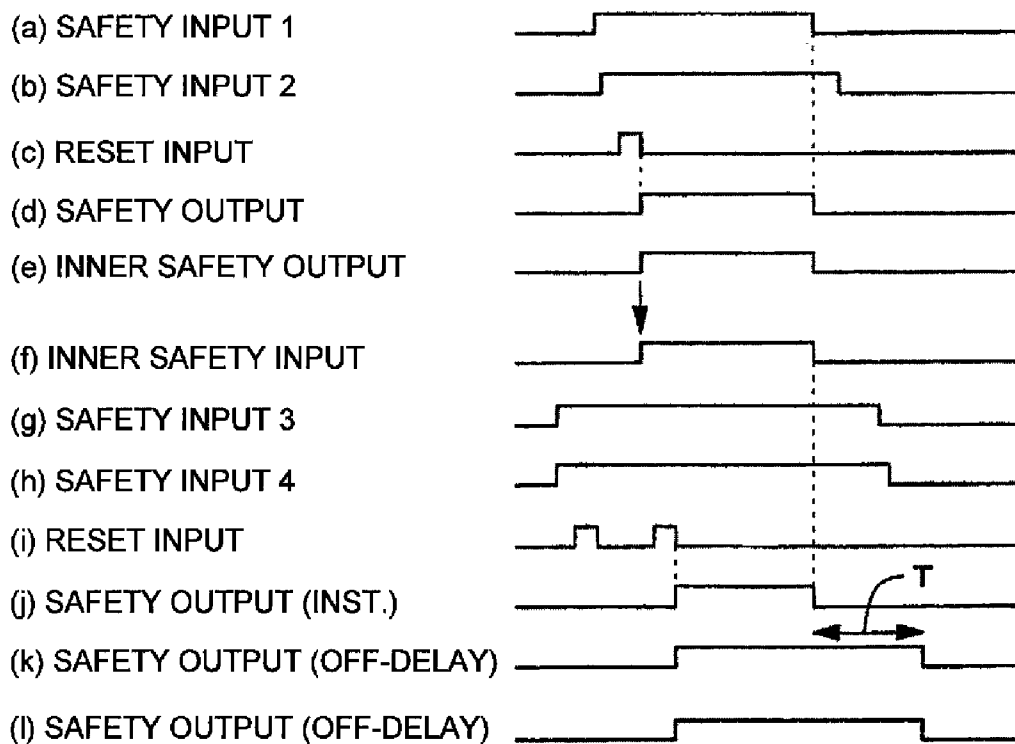 (a) SAFETY INPUT 1
(b) SAFETY INPUT 2
(c) RESET INPUT
(d) SAFETY OUTPUT
(e) INNER SAFETY OUTPUT
(f) INNER SAFETY INPUT
(g) SAFETY INPUT 3
(h) SAFETY INPUT 4
(i) RESET INPUT
T
(j) SAFETY OUTPUT (INST.)
(k) SAFETY OUTPUT (OFF-DELAY)
(l) SAFETY OUTPUT (OFF-DELAY)